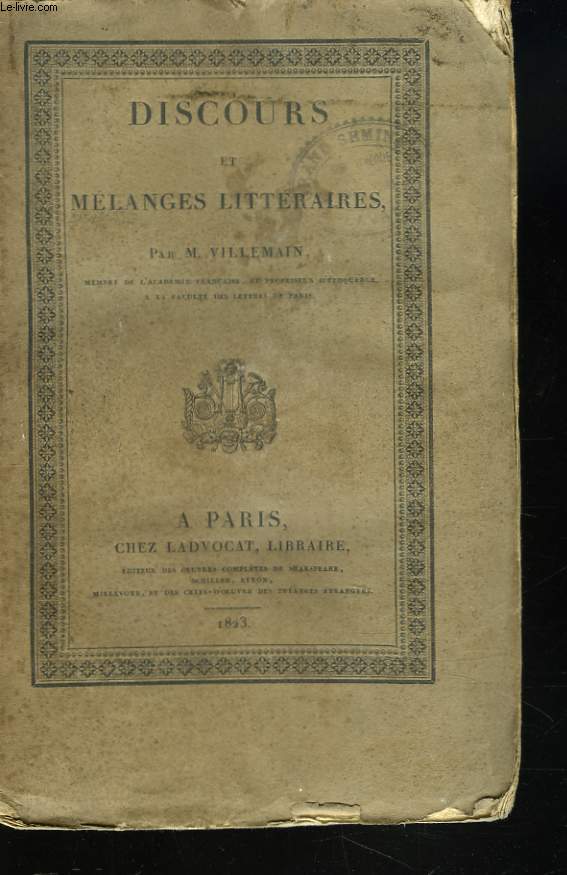 Le-livre.com
DISCOURS
ET
MÉLANGES LITTÉRAIRES,
PAR M. VILLEMAIN,
MEMBRE DE L'ACADÉMIE FRANÇAISE, ET PROFESSEUR D'ÉLOQUENCE
A LA FACULTÉ DES LETTRES DE PARIS.
A PARIS,
CHEZ LADVOCAT, LIBRAIRE,
ÉDITEUR DES OEUVRES COMPLÈTES DE SHAKSPEARE,
SCHILLER, BYRON,
MILLEVOYE, ET DES CHEFS-D'OEUVRE DES THÉATRES ÉTRANGERS.
1823.